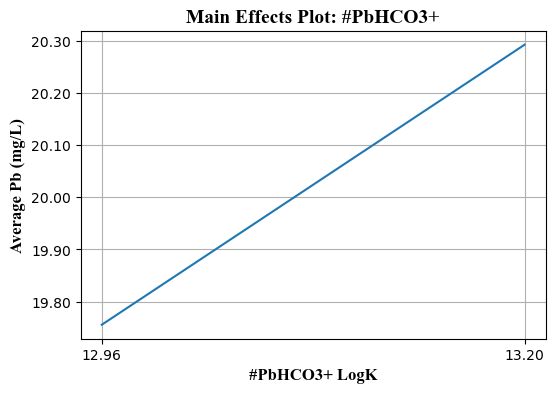 Main Effects Plot: #PbHCO3+
20.30
20.20
20.10
20.00
19.90
19.80
Average Pb (mg/L)
12.96
13.20
#PbHCO3+ LogK